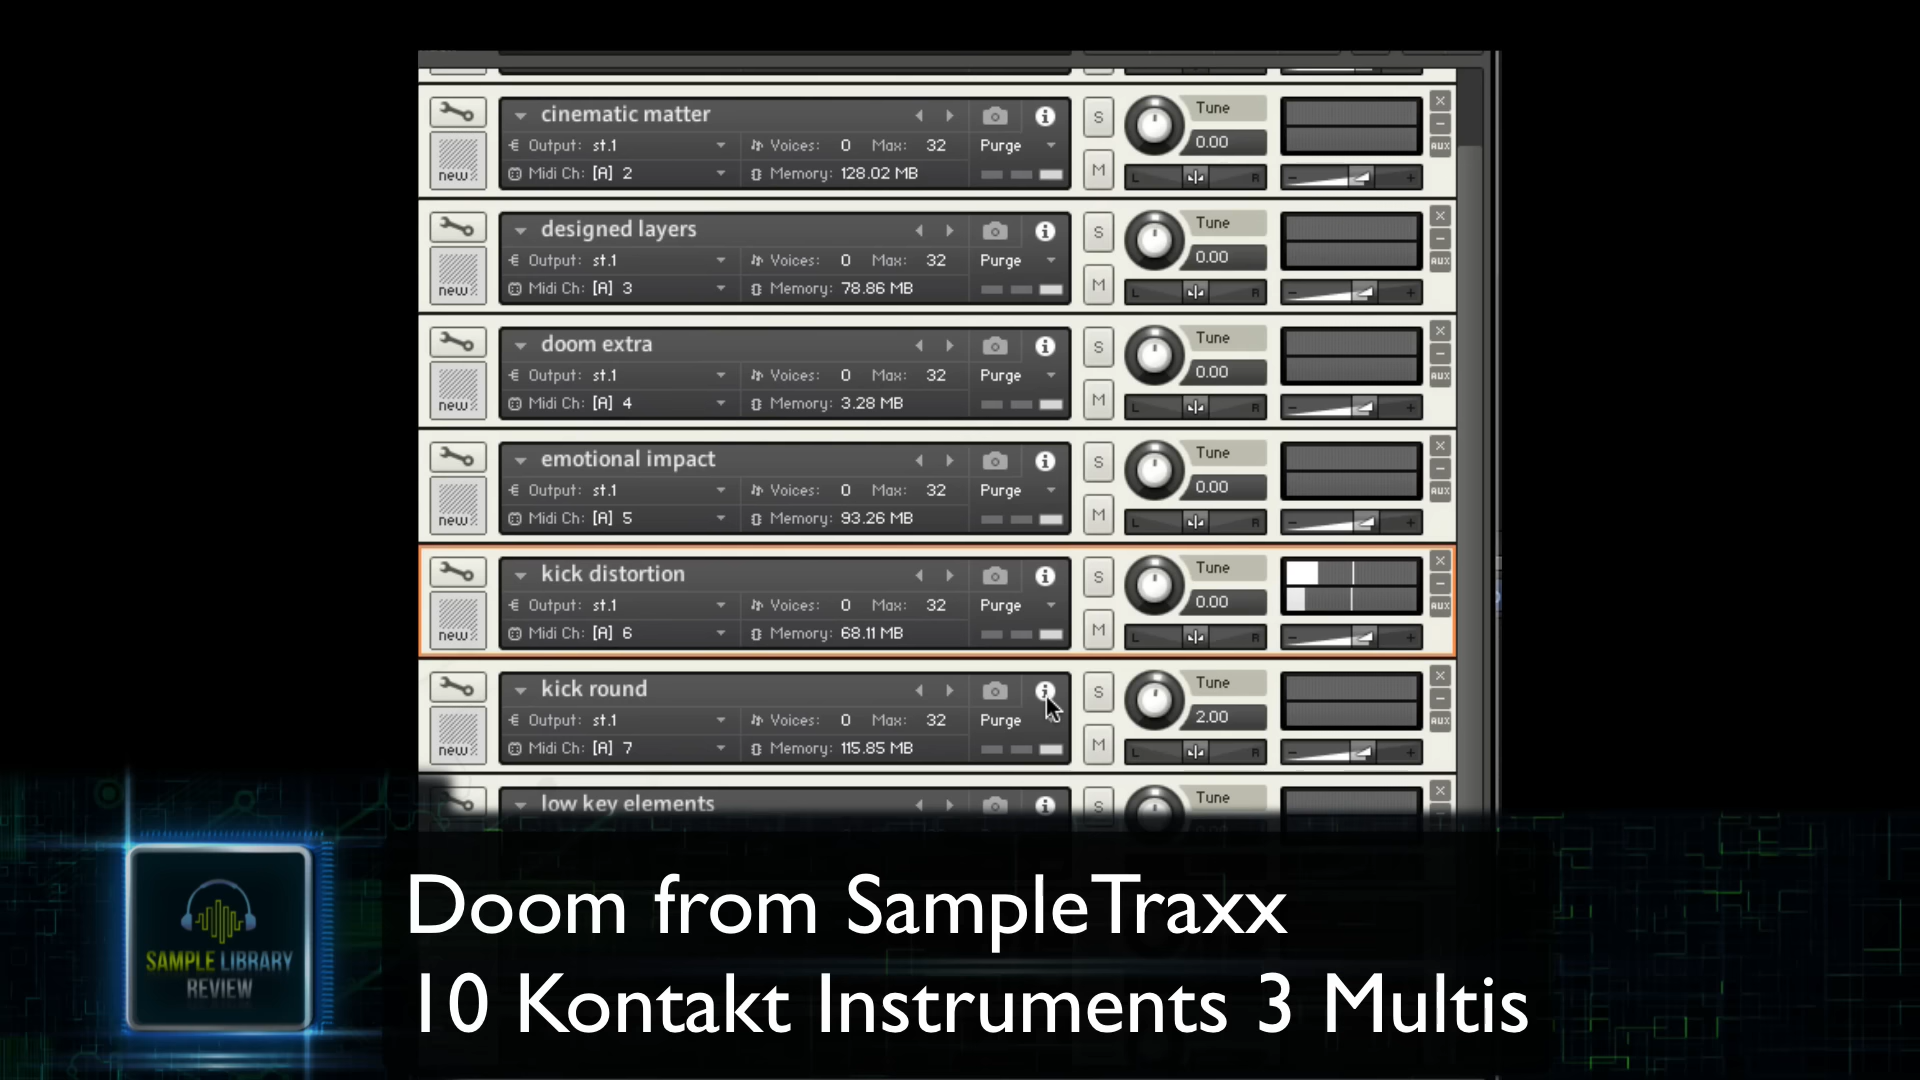 cinematic matter
Output: st.1 Voices: 0 Max: 32 Purge
Midi Ch: [A] 2 Memory: 128.02 MB
new
S
M
Tune
0.00
L R
- +
×
-
AUX
designed layers
Output: st.1 Voices: 0 Max: 32 Purge
Midi Ch: [A] 3 Memory: 78.86 MB
new
S
M
Tune
0.00
L R
- +
×
-
AUX
doom extra
Output: st.1 Voices: 0 Max: 32 Purge
Midi Ch: [A] 4 Memory: 3.28 MB
new
S
M
Tune
0.00
L R
- +
×
-
AUX
emotional impact
Output: st.1 Voices: 0 Max: 32 Purge
Midi Ch: [A] 5 Memory: 93.26 MB
new
S
M
Tune
0.00
L R
- +
×
-
AUX
kick distortion
Output: st.1 Voices: 0 Max: 32 Purge
Midi Ch: [A] 6 Memory: 68.11 MB
new
S
M
Tune
0.00
L R
- +
×
-
AUX
kick round
Output: st.1 Voices: 0 Max: 32 Purge
Midi Ch: [A] 7 Memory: 115.85 MB
new
S
M
Tune
2.00
L R
- +
×
-
AUX
low key elements
S
Tune
×
SAMPLE LIBRARY
REVIEW
Doom from SampleTraxx
10 Kontakt Instruments 3 Multis